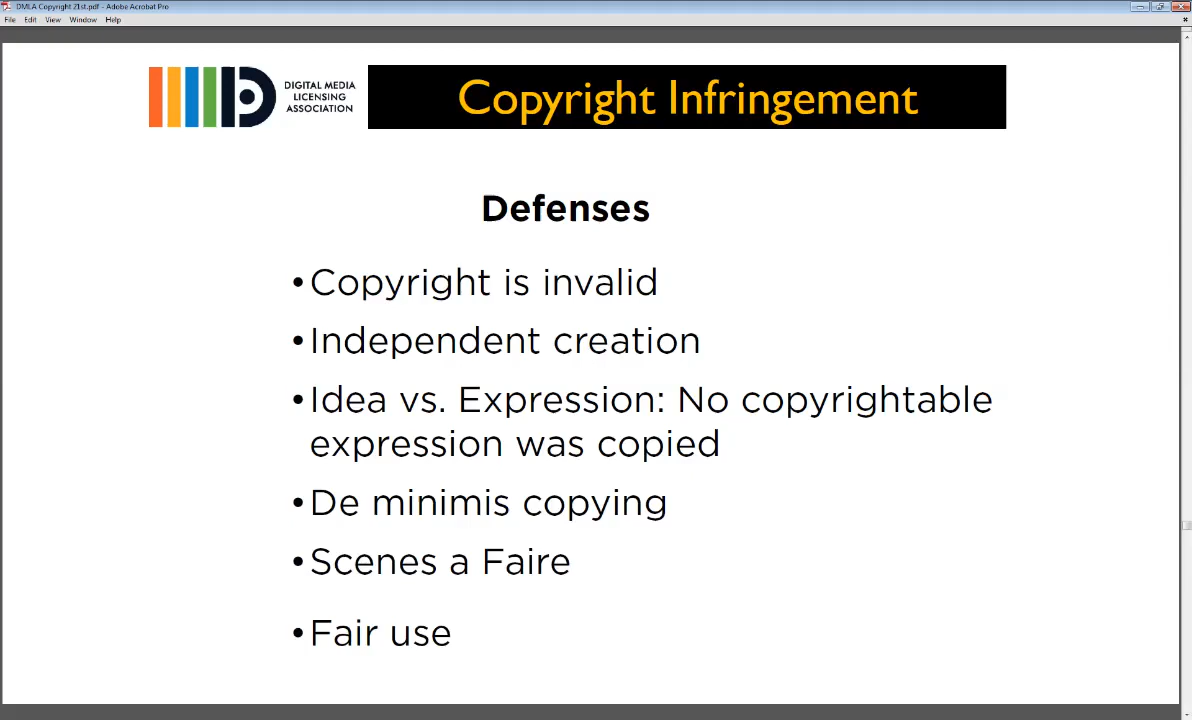 DMLA Copyright 21st.pdf - Adobe Acrobat Pro
File Edit View Window Help
DIGITAL MEDIA
LICENSING
ASSOCIATION
Copyright Infringement
Defenses
•Copyright is invalid
•Independent creation
•Idea vs. Expression: No copyrightable
expression was copied
•De minimis copying
•Scenes a Faire
•Fair use